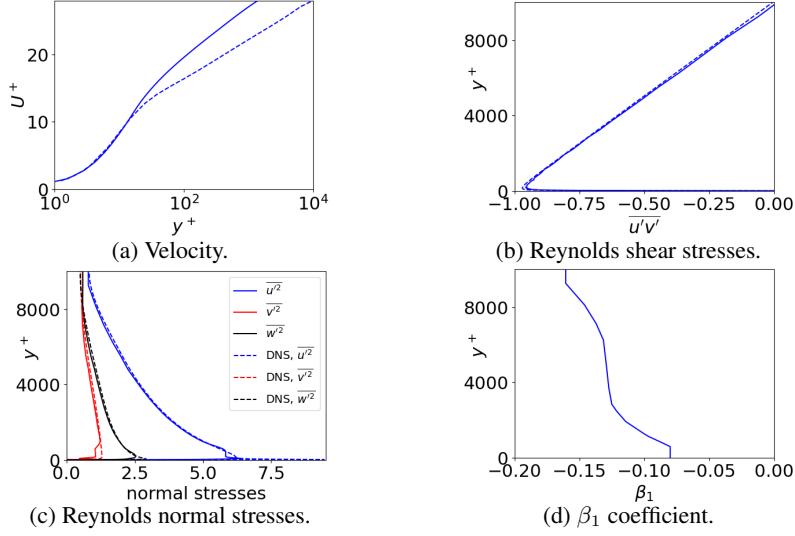 20
10
0
U⁺
10⁰
10²
10⁴
y⁺
(a) Velocity.
8000
4000
0
y⁺
−1.00
−0.75
−0.50
−0.25
0.00
u′v′
(b) Reynolds shear stresses.
8000
4000
0
y⁺
u′²
v′²
w′²
DNS, u′²
DNS, v′²
DNS, w′²
0.0
2.5
5.0
7.5
normal stresses
(c) Reynolds normal stresses.
8000
4000
0
y⁺
−0.20
−0.15
−0.10
−0.05
0.00
β₁
(d) β₁ coefficient.